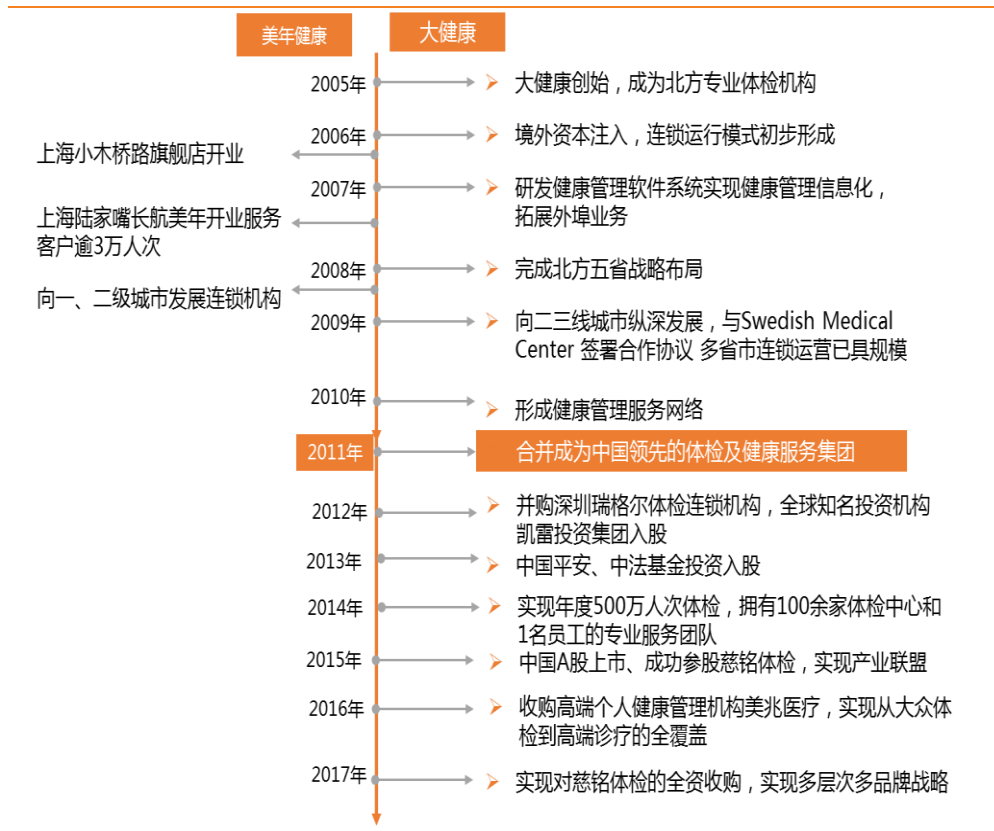 美年健康
大健康
2005年
大健康创始，成为北方专业体检机构
2006年
境外资本注入，连锁运行模式初步形成
上海小木桥路旗舰店开业
2007年
研发健康管理软件系统实现健康管理信息化，
拓展外埠业务
上海陆家嘴长航美年开业服务
客户逾3万人次
2008年
完成北方五省战略布局
向一、二级城市发展连锁机构
2009年
向二三线城市纵深发展，与Swedish Medical
Center 签署合作协议 多省市连锁运营已具规模
2010年
形成健康管理服务网络
2011年
合并成为中国领先的体检及健康服务集团
2012年
并购深圳瑞格尔体检连锁机构，全球知名投资机构
凯雷投资集团入股
2013年
中国平安、中法基金投资入股
2014年
实现年度500万人次体检，拥有100余家体检中心和
1名员工的专业服务团队
2015年
中国A股上市、成功参股慈铭体检，实现产业联盟
2016年
收购高端个人健康管理机构美兆医疗，实现从大众体
检到高端诊疗的全覆盖
2017年
实现对慈铭体检的全资收购，实现多层次多品牌战略